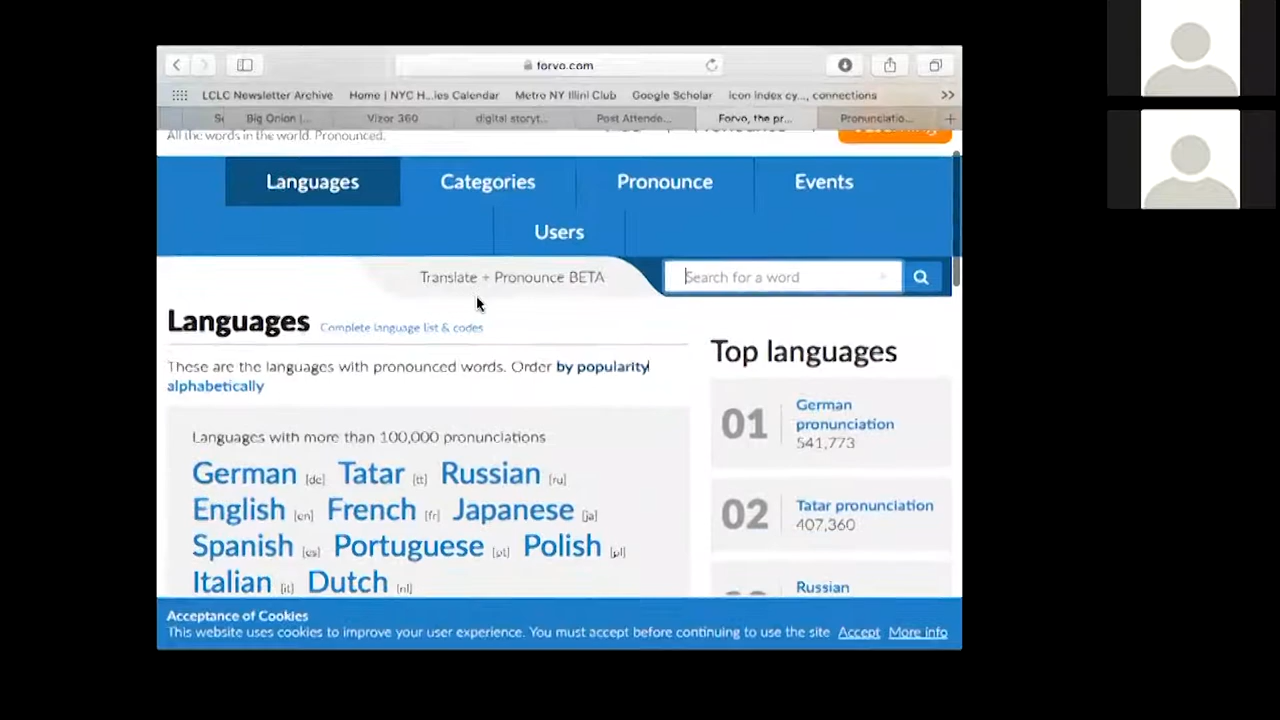 forvo.com
LCLC Newsletter Archive Home | NYC H...ies Calendar Metro NY Illini Club Google Scholar icon index cy..., connections >>
Big Onion |... Vizor 360 digital storyt... Post Attende... Forvo, the pr... Pronunciatio... +
All the words in the world. Pronounced.
Languages Categories Pronounce Events
Users
Translate + Pronounce BETA Search for a word
Languages Complete language list & codes
These are the languages with pronounced words. Order by popularity
alphabetically
Languages with more than 100,000 pronunciations
German [de] Tatar [tt] Russian [ru]
English [en] French [fr] Japanese [ja]
Spanish [es] Portuguese [pt] Polish [pl]
Italian [it] Dutch [nl]
Top languages
01 German
pronunciation
541,773
02 Tatar pronunciation
407,360
Russian
Acceptance of Cookies
This website uses cookies to improve your user experience. You must accept before continuing to use the site Accept More info